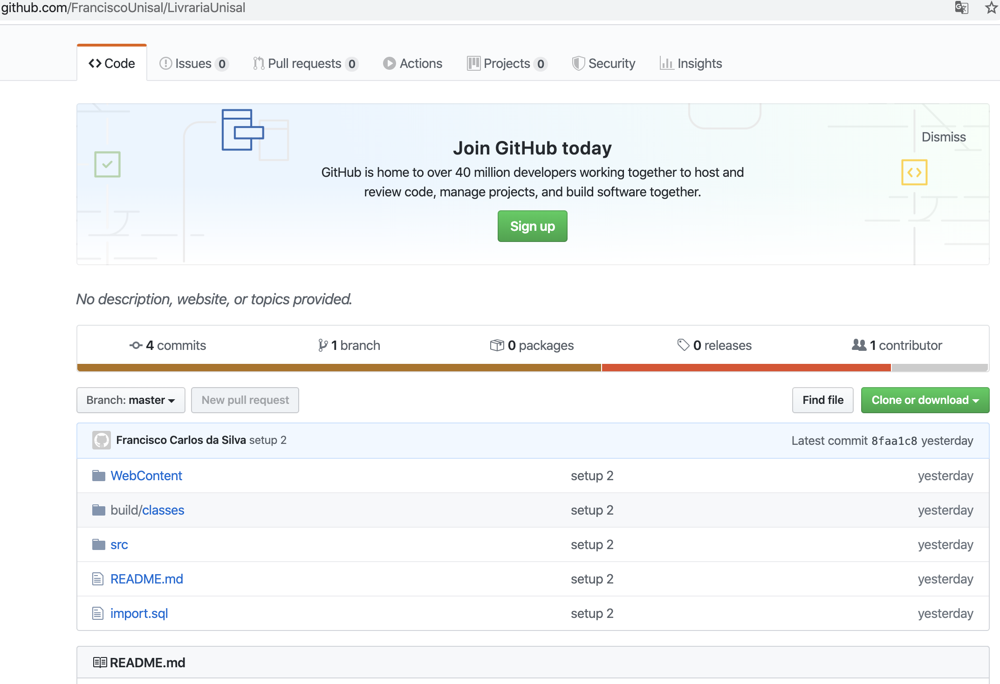 github.com/FranciscoUnisal/LivrariaUnisal
Code Issues 0 Pull requests 0 Actions Projects 0 Security Insights
Dismiss
Join GitHub today
GitHub is home to over 40 million developers working together to host and
review code, manage projects, and build software together.
Sign up
No description, website, or topics provided.
4 commits 1 branch 0 packages 0 releases 1 contributor
Branch: master New pull request Find file Clone or download
Francisco Carlos da Silva setup 2 Latest commit 8faa1c8 yesterday
WebContent setup 2 yesterday
build/classes setup 2 yesterday
src setup 2 yesterday
README.md setup 2 yesterday
import.sql setup 2 yesterday
README.md